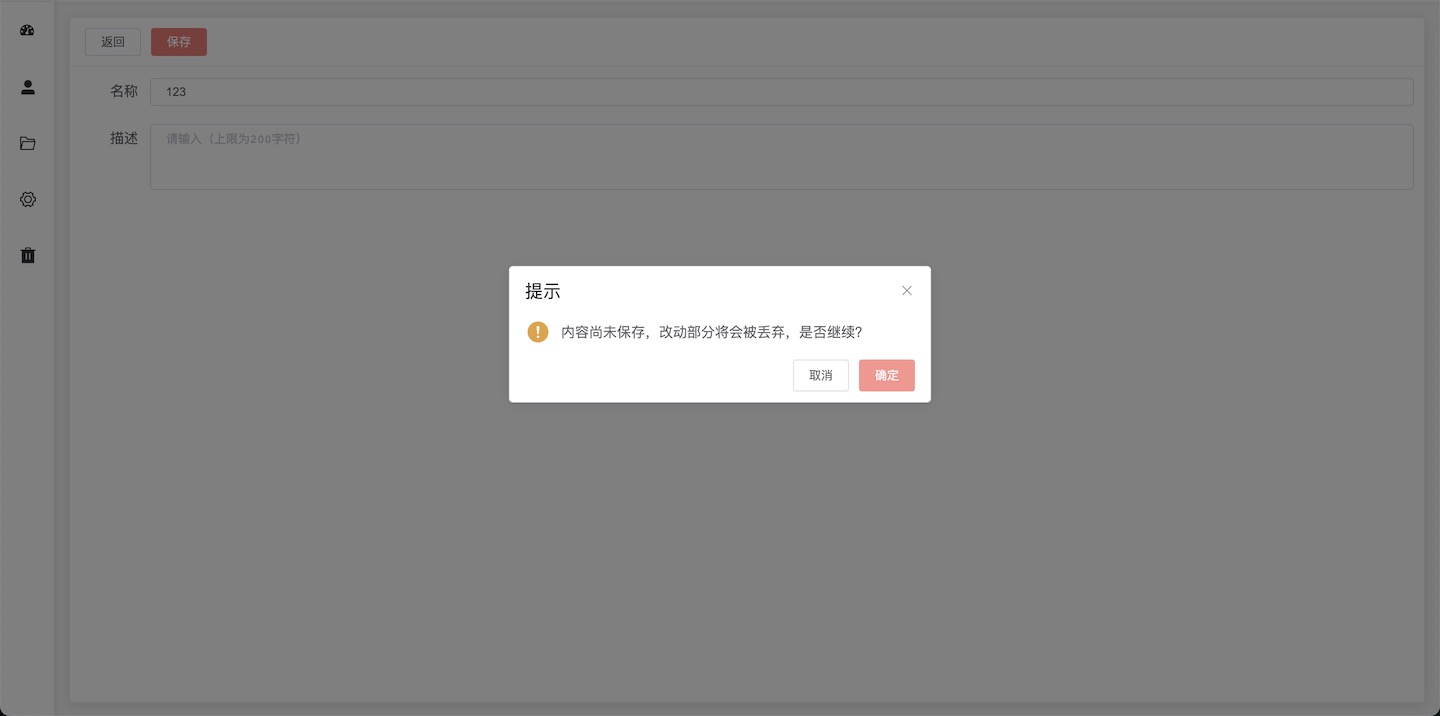 返回 保存
名称 123
描述 请输入（上限为200字符）
提示
内容尚未保存，改动部分将会被丢弃，是否继续?
取消 确定